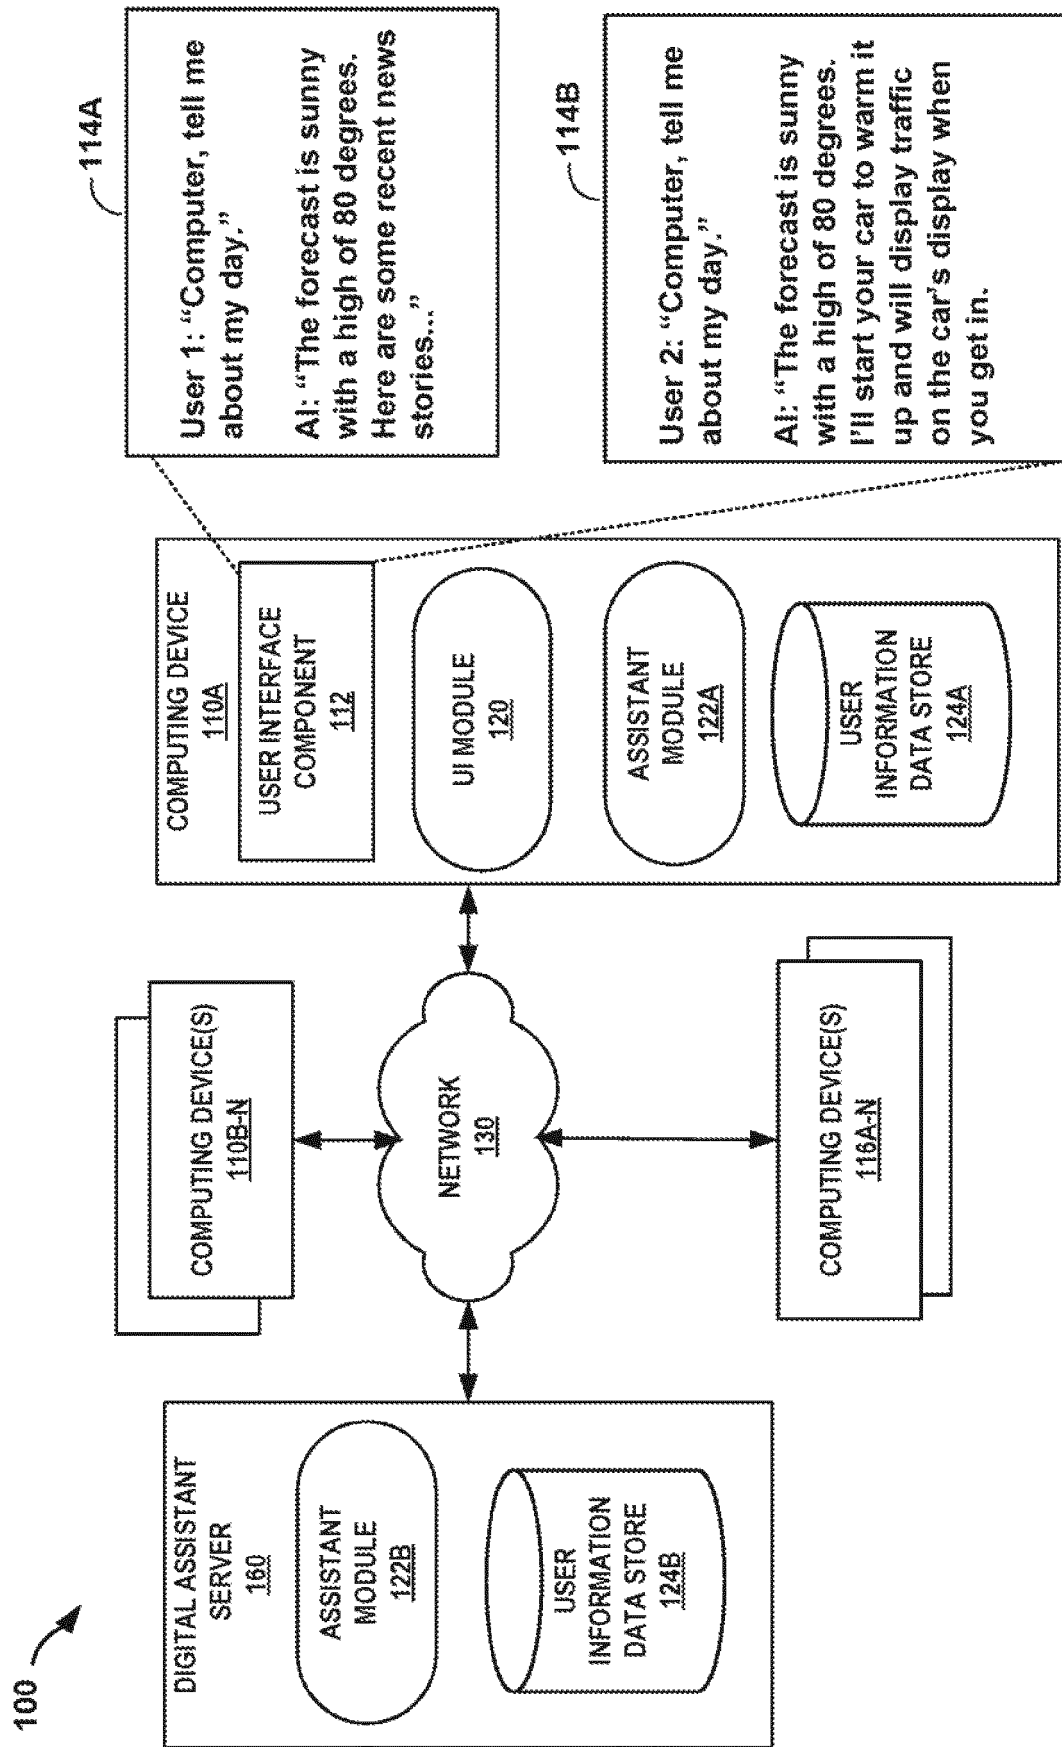 100
DIGITAL ASSISTANT
SERVER
160
ASSISTANT
MODULE
122B
USER
INFORMATION
DATA STORE
124B
COMPUTING DEVICE(S)
110B-N
NETWORK
130
COMPUTING DEVICE(S)
116A-N
COMPUTING DEVICE
110A
USER INTERFACE
COMPONENT
112
UI MODULE
120
ASSISTANT
MODULE
122A
USER
INFORMATION
DATA STORE
124A
114A
User 1: “Computer, tell me
about my day.”
AI: “The forecast is sunny
with a high of 80 degrees.
Here are some recent news
stories...”
114B
User 2: “Computer, tell me
about my day.”
AI: “The forecast is sunny
with a high of 80 degrees.
I’ll start your car to warm it
up and will display traffic
on the car’s display when
you get in.